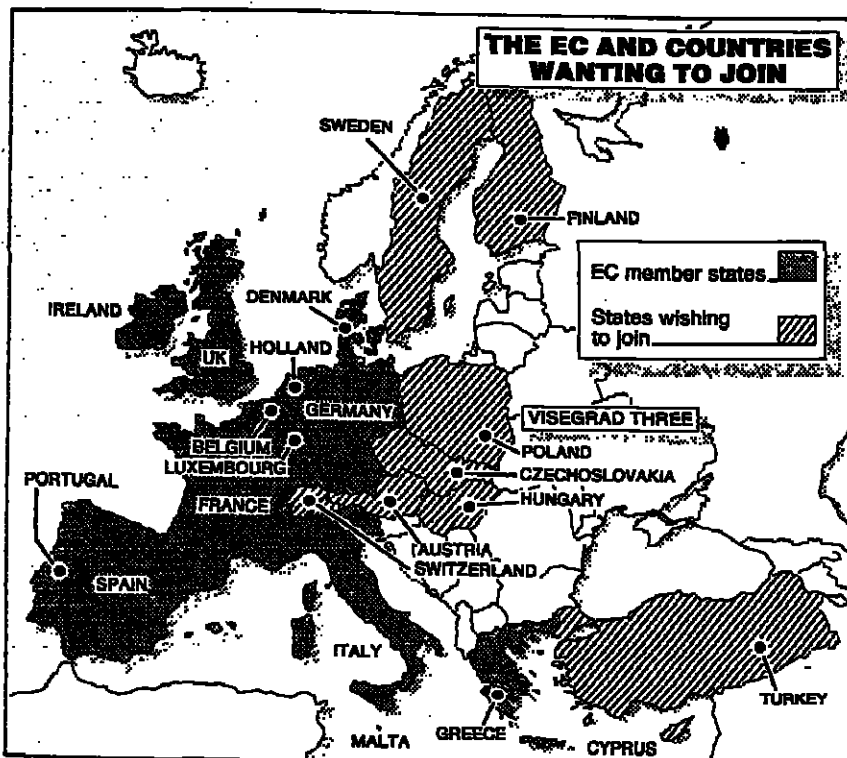 THE EC AND COUNTRIES
WANTING TO JOIN
SWEDEN
FINLAND
EC member states
States wishing
to join
IRELAND
DENMARK
UK
HOLLAND
GERMANY
VISEGRAD THREE
BELGIUM
LUXEMBOURG
POLAND
CZECHOSLOVAKIA
HUNGARY
PORTUGAL
FRANCE
AUSTRIA
SWITZERLAND
SPAIN
ITALY
TURKEY
GREECE
MALTA
CYPRUS